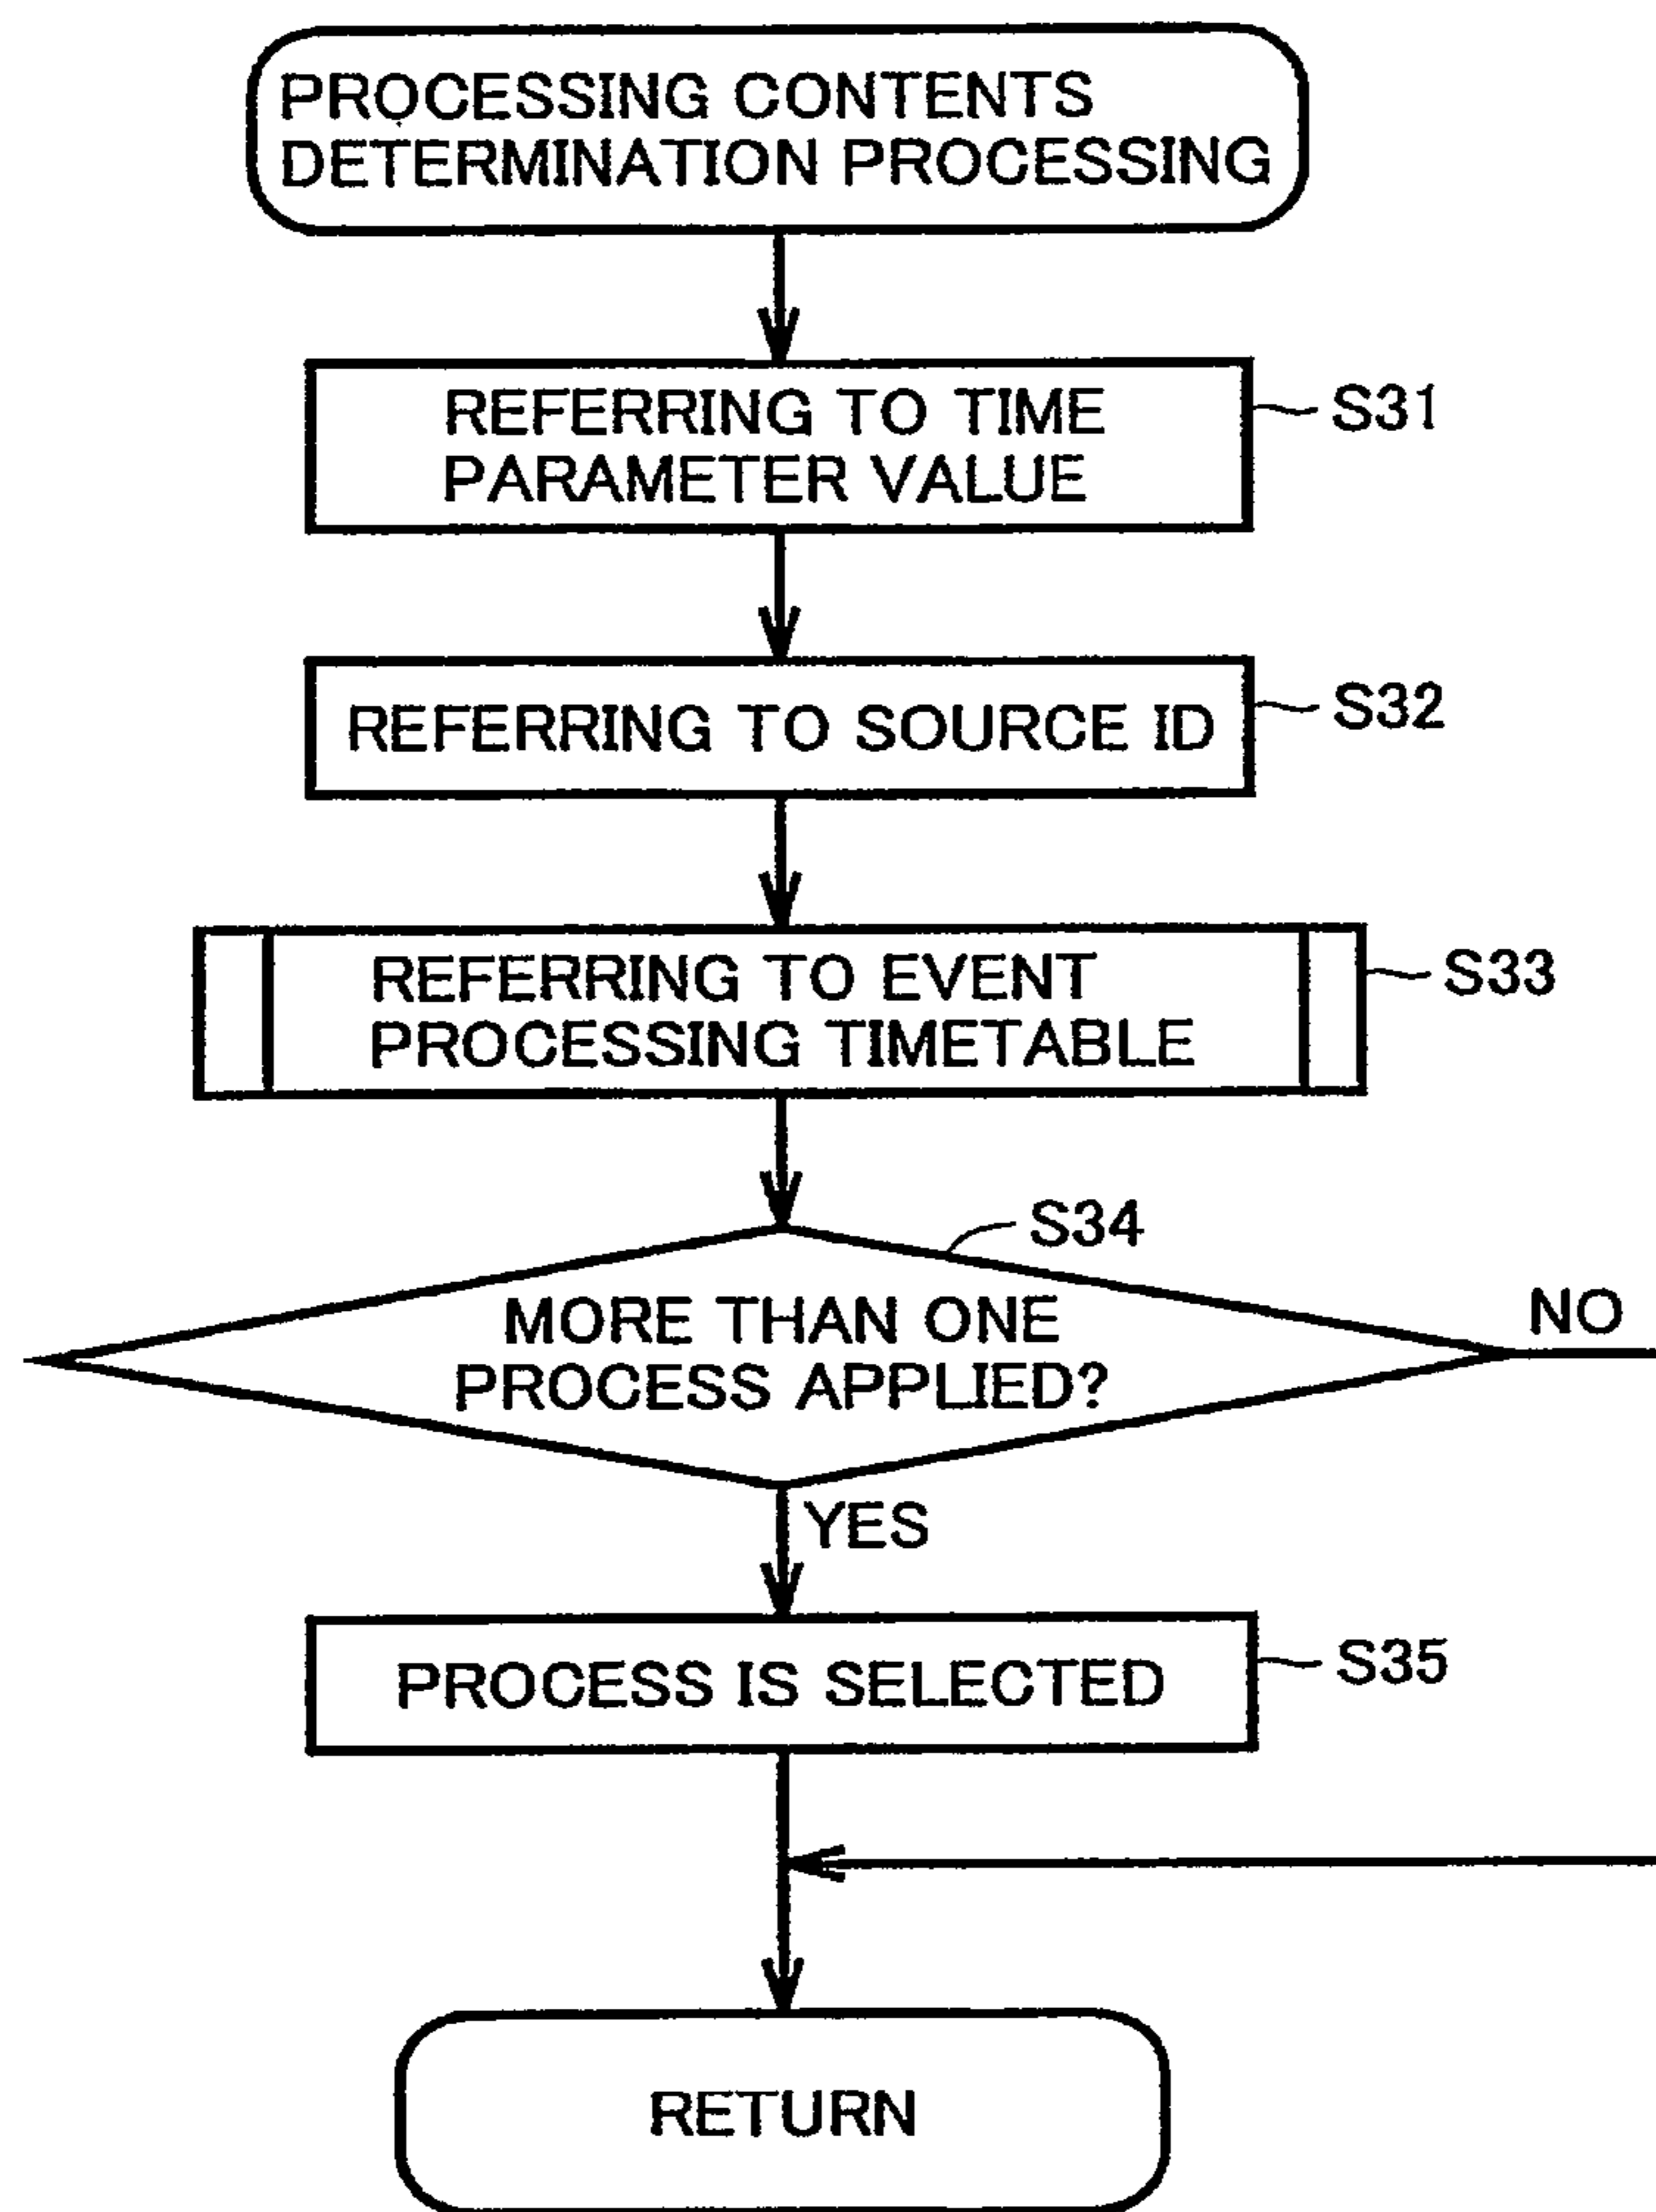 PROCESSING CONTENTS
DETERMINATION PROCESSING
REFERRING TO TIME
PARAMETER VALUE
S31
REFERRING TO SOURCE ID
S32
REFERRING TO EVENT
PROCESSING TIMETABLE
S33
S34
MORE THAN ONE
PROCESS APPLIED?
NO
YES
PROCESS IS SELECTED
S35
RETURN